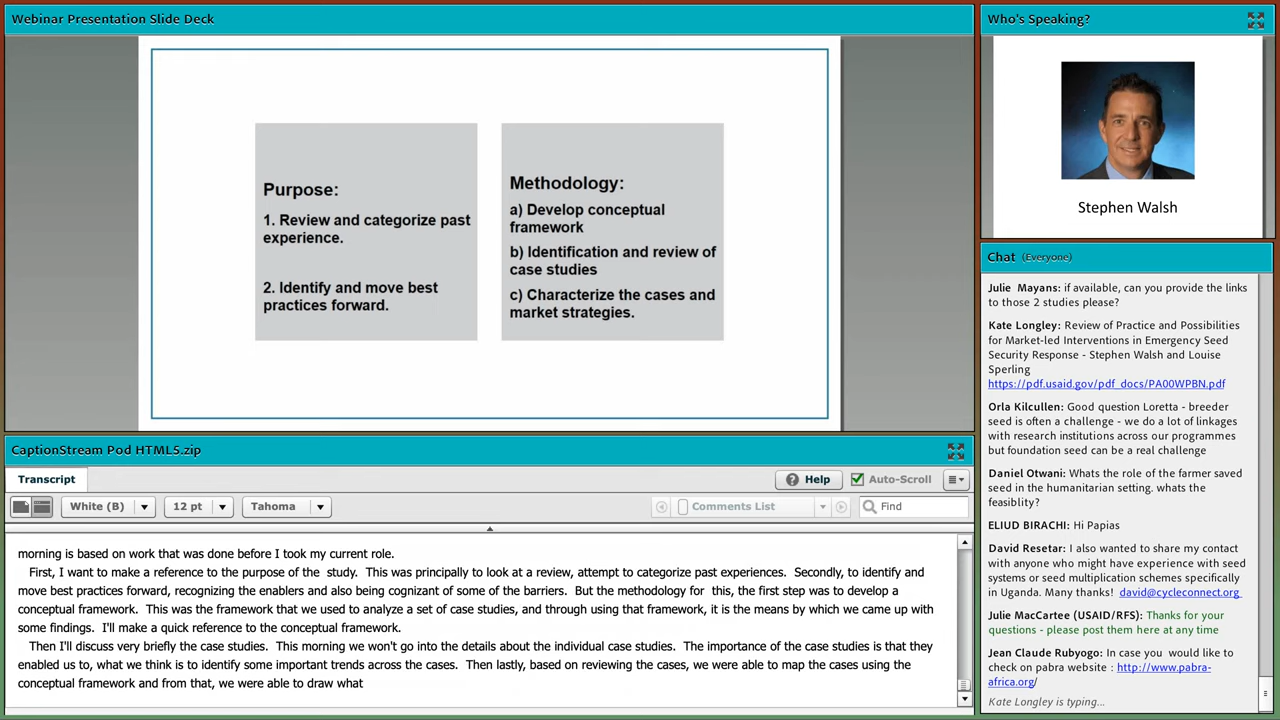 Webinar Presentation Slide Deck
Purpose:
1. Review and categorize past
experience.
2. Identify and move best
practices forward.
Methodology:
a) Develop conceptual
framework
b) Identification and review of
case studies
c) Characterize the cases and
market strategies.
Who's Speaking?
Stephen Walsh
Chat (Everyone)
Julie Mayans: if available, can you provide the links
to those 2 studies please?
Kate Longley: Review of Practice and Possibilities
for Market-led Interventions in Emergency Seed
Security Response - Stephen Walsh and Louise
Sperling
https://pdf.usaid.gov/pdf_docs/PA00WPBN.pdf
Orla Kilcullen: Good question Loretta - breeder
seed is often a challenge - we do a lot of linkages
with research institutions across our programmes
but foundation seed can be a real challenge
Daniel Otwani: Whats the role of the farmer saved
seed in the humanitarian setting. whats the
feasiblity?
ELIUD BIRACHI: Hi Papias
David Resetar: I also wanted to share my contact
with anyone who might have experience with seed
systems or seed multiplication schemes specifically
in Uganda. Many thanks! david@cycleconnect.org
Julie MacCartee (USAID/RFS): Thanks for your
questions - please post them here at any time
Jean Claude Rubyogo: In case you would like to
check on pabra website : http://www.pabra-
africa.org/
Kate Longley is typing...
CaptionStream Pod HTML5.zip
Transcript
Help
Auto-Scroll
White (B)
12 pt
Tahoma
Comments List
Find
morning is based on work that was done before I took my current role.
First, I want to make a reference to the purpose of the study. This was principally to look at a review, attempt to categorize past experiences. Secondly, to identify and
move best practices forward, recognizing the enablers and also being cognizant of some of the barriers. But the methodology for this, the first step was to develop a
conceptual framework. This was the framework that we used to analyze a set of case studies, and through using that framework, it is the means by which we came up with
some findings. I'll make a quick reference to the conceptual framework.
Then I'll discuss very briefly the case studies. This morning we won't go into the details about the individual case studies. The importance of the case studies is that they
enabled us to, what we think is to identify some important trends across the cases. Then lastly, based on reviewing the cases, we were able to map the cases using the
conceptual framework and from that, we were able to draw what